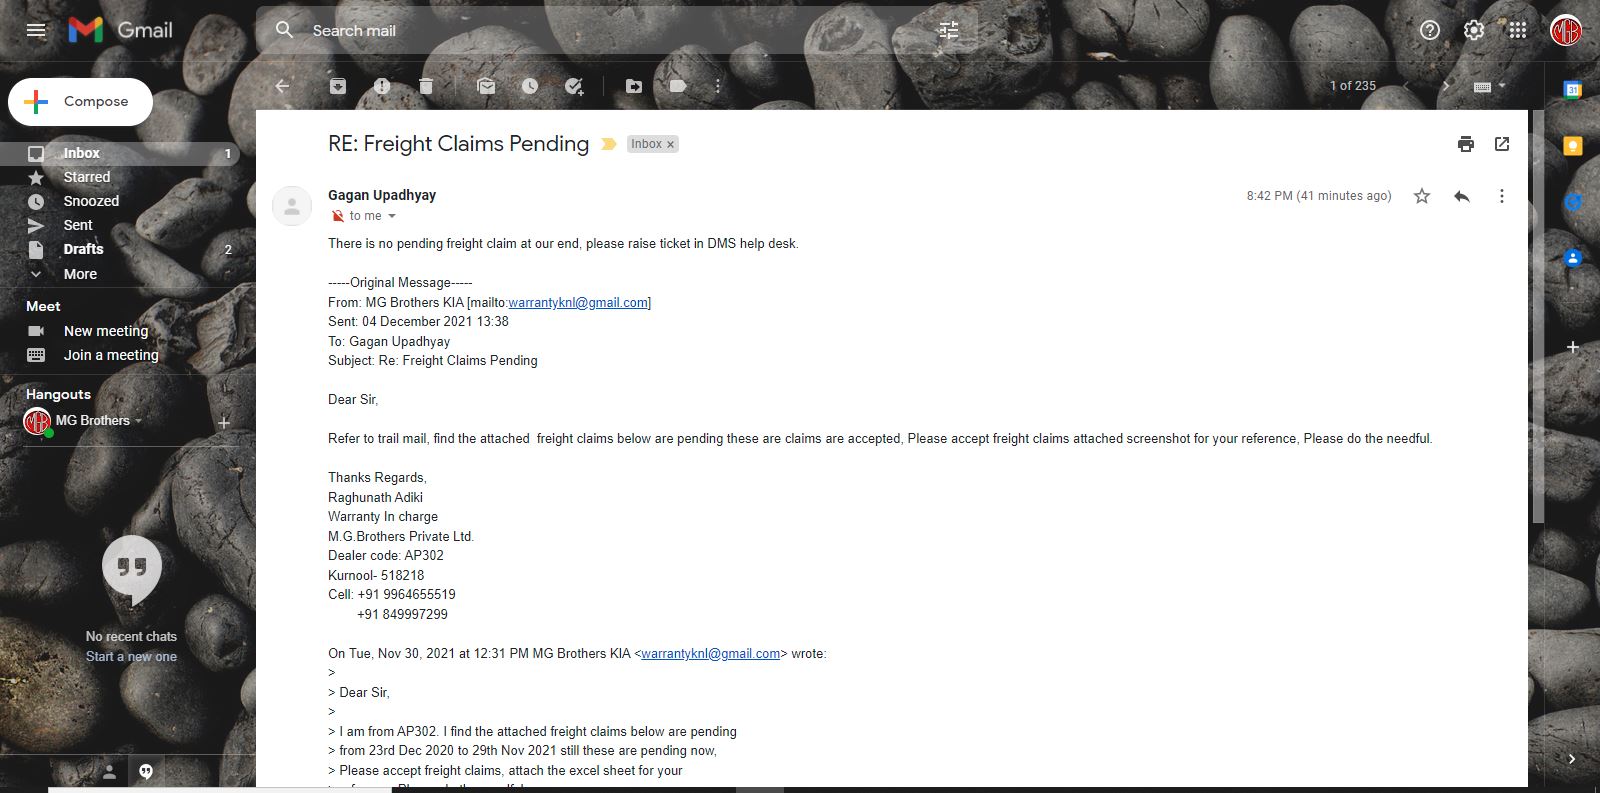 Gmail
Search mail
Compose
1 of 235
Inbox 1
Starred
Snoozed
Sent
Drafts 2
More
Meet
New meeting
Join a meeting
Hangouts
MG Brothers
No recent chats
Start a new one
RE: Freight Claims Pending Inbox x
Gagan Upadhyay 8:42 PM (41 minutes ago)
to me
There is no pending freight claim at our end, please raise ticket in DMS help desk.
-----Original Message-----
From: MG Brothers KIA [mailto:warrantyknl@gmail.com]
Sent: 04 December 2021 13:38
To: Gagan Upadhyay
Subject: Re: Freight Claims Pending
Dear Sir,
Refer to trail mail, find the attached  freight claims below are pending these are claims are accepted, Please accept freight claims attached screenshot for your reference, Please do the needful.
Thanks Regards,
Raghunath Adiki
Warranty In charge
M.G.Brothers Private Ltd.
Dealer code: AP302
Kurnool- 518218
Cell: +91 9964655519
+91 849997299
On Tue, Nov 30, 2021 at 12:31 PM MG Brothers KIA <warrantyknl@gmail.com> wrote:
>
> Dear Sir,
>
> I am from AP302. I find the attached freight claims below are pending
> from 23rd Dec 2020 to 29th Nov 2021 still these are pending now,
> Please accept freight claims, attach the excel sheet for your